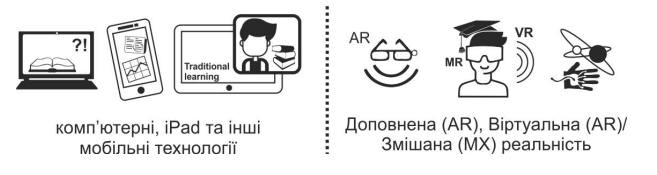 ?!
Traditional
learning
комп'ютерні, iPad та інші
мобільні технології
AR
VR
MR
Доповнена (AR), Віртуальна (AR)/
Змішана (MX) реальність